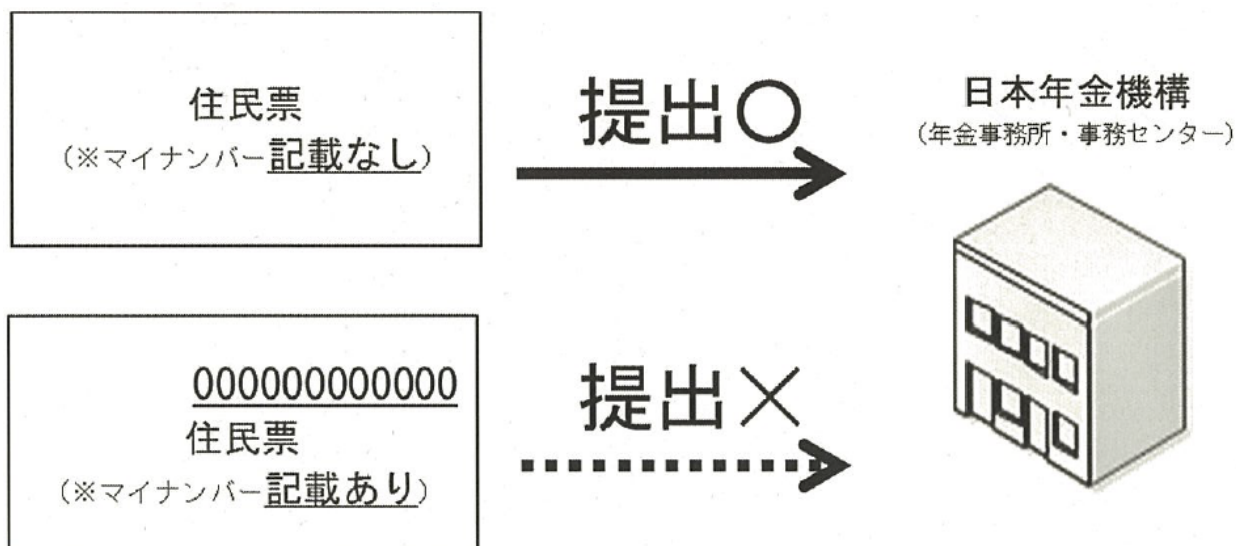 住民票
(※マイナンバー記載なし)
提出○
日本年金機構
(年金事務所・事務センター)
000000000000
住民票
(※マイナンバー記載あり)
提出×